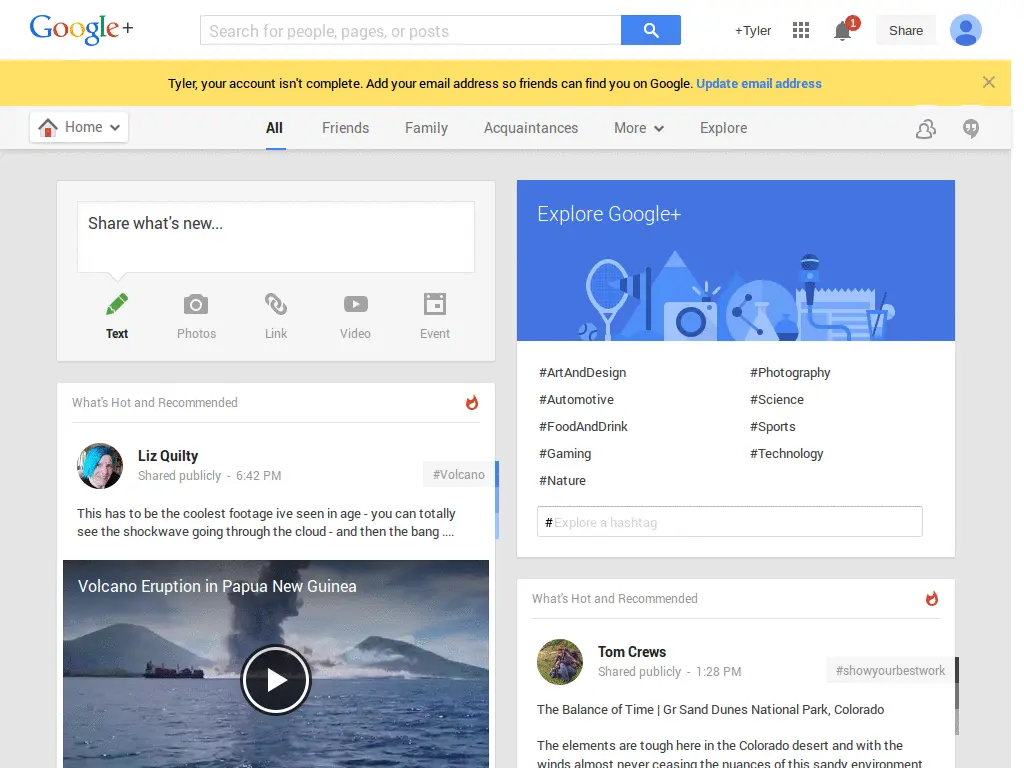 Google+
Search for people, pages, or posts
+Tyler
1
Share
Tyler, your account isn't complete. Add your email address so friends can find you on Google. Update email address
Home
All
Friends
Family
Acquaintances
More
Explore
Share what's new...
Text
Photos
Link
Video
Event
Explore Google+
#ArtAndDesign
#Photography
#Automotive
#Science
#FoodAndDrink
#Sports
#Gaming
#Technology
#Nature
#Explore a hashtag
What's Hot and Recommended
Liz Quilty
Shared publicly - 6:42 PM
#Volcano
This has to be the coolest footage ive seen in age - you can totally
see the shockwave going through the cloud - and then the bang ....
Volcano Eruption in Papua New Guinea
What's Hot and Recommended
Tom Crews
Shared publicly - 1:28 PM
#showyourbestwork
The Balance of Time | Gr Sand Dunes National Park, Colorado
The elements are tough here in the Colorado desert and with the
winds almost never ceasing the nuances of this sandy environment